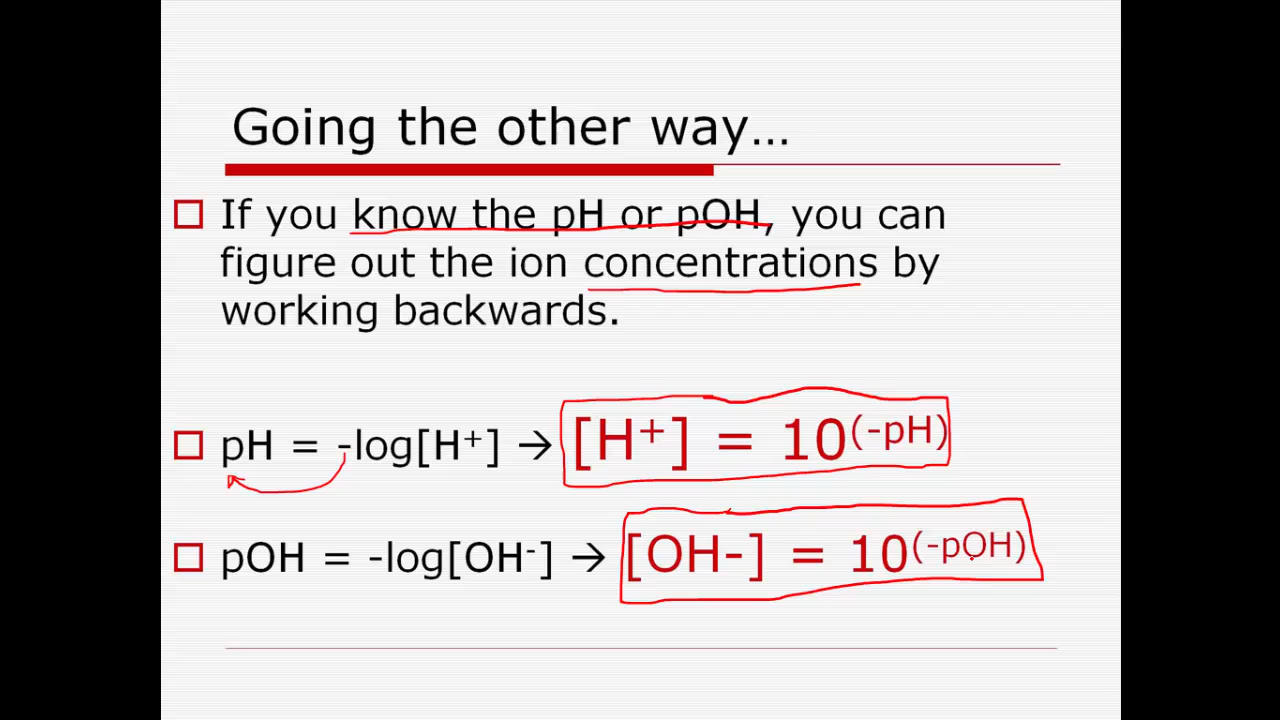 Going the other way…
If you know the pH or pOH, you can
figure out the ion concentrations by
working backwards.
pH = -log[H⁺] → [H⁺] = 10⁽⁻ᵖᴴ⁾
pOH = -log[OH⁻] → [OH-] = 10⁽⁻ᵖᴼᴴ⁾